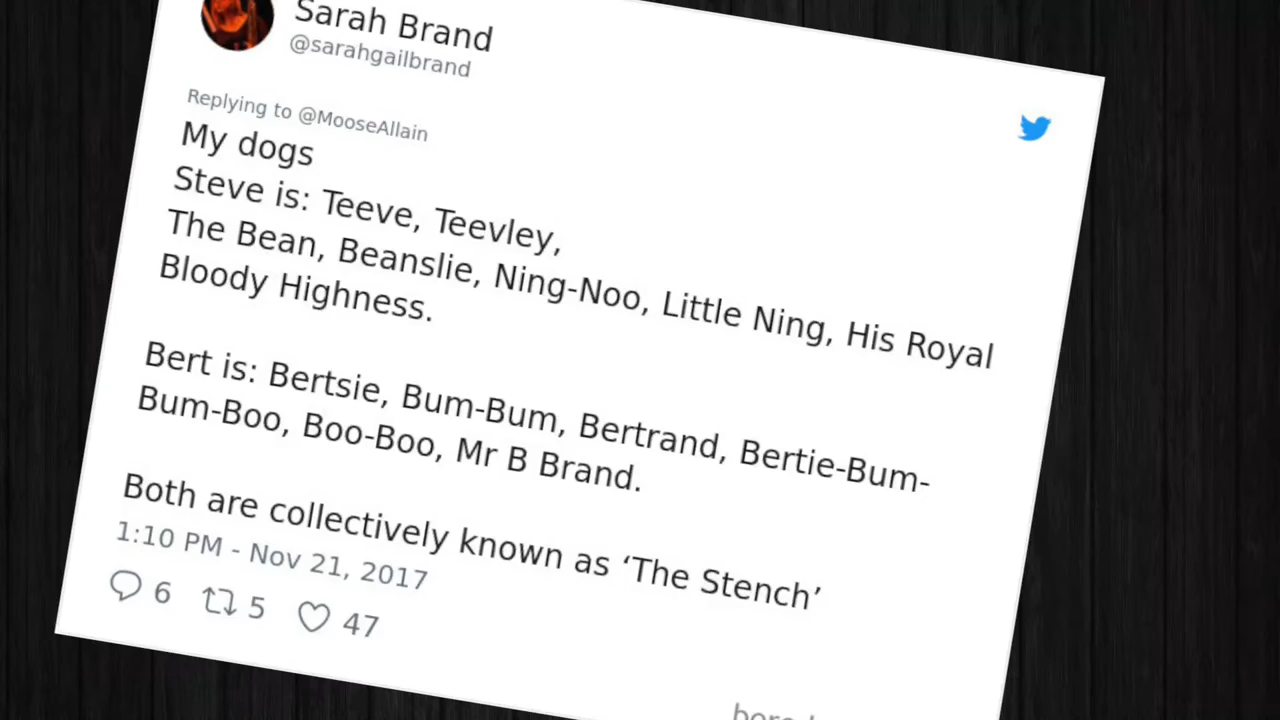 Sarah Brand
@sarahgailbrand
Replying to @MooseAllain
My dogs
Steve is: Teeve, Teevley,
The Bean, Beanslie, Ning-Noo, Little Ning, His Royal
Bloody Highness.
Bert is: Bertsie, Bum-Bum, Bertrand, Bertie-Bum-
Bum-Boo, Boo-Boo, Mr B Brand.
Both are collectively known as ‘The Stench’
1:10 PM - Nov 21, 2017
6 5 47